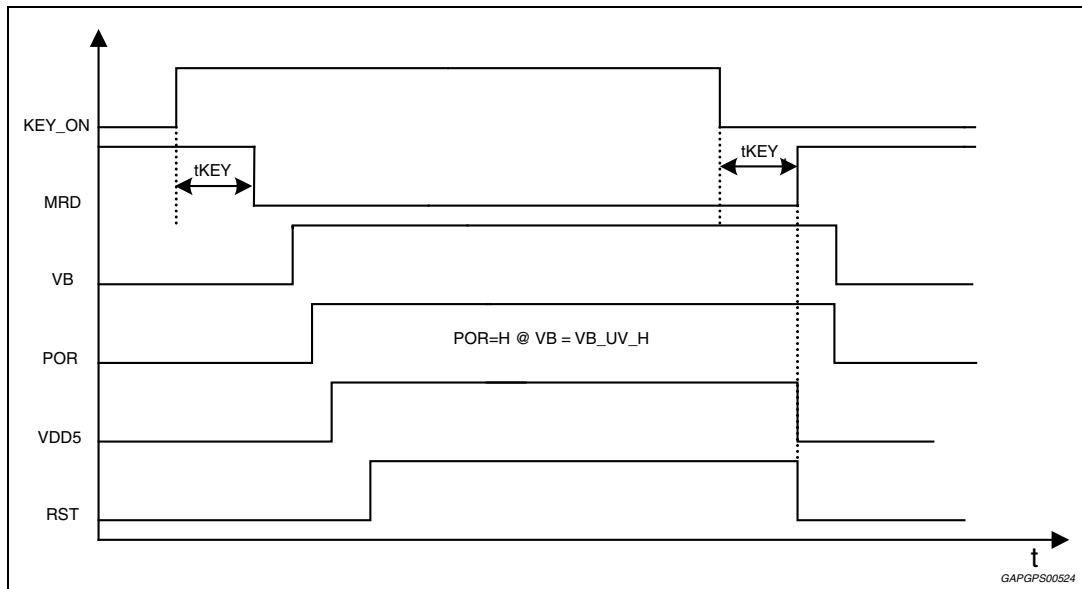 KEY_ON
tKEY
tKEY
MRD
VB
POR=H @ VB = VB_UV_H
POR
VDD5
RST
t
GAPGPS00524